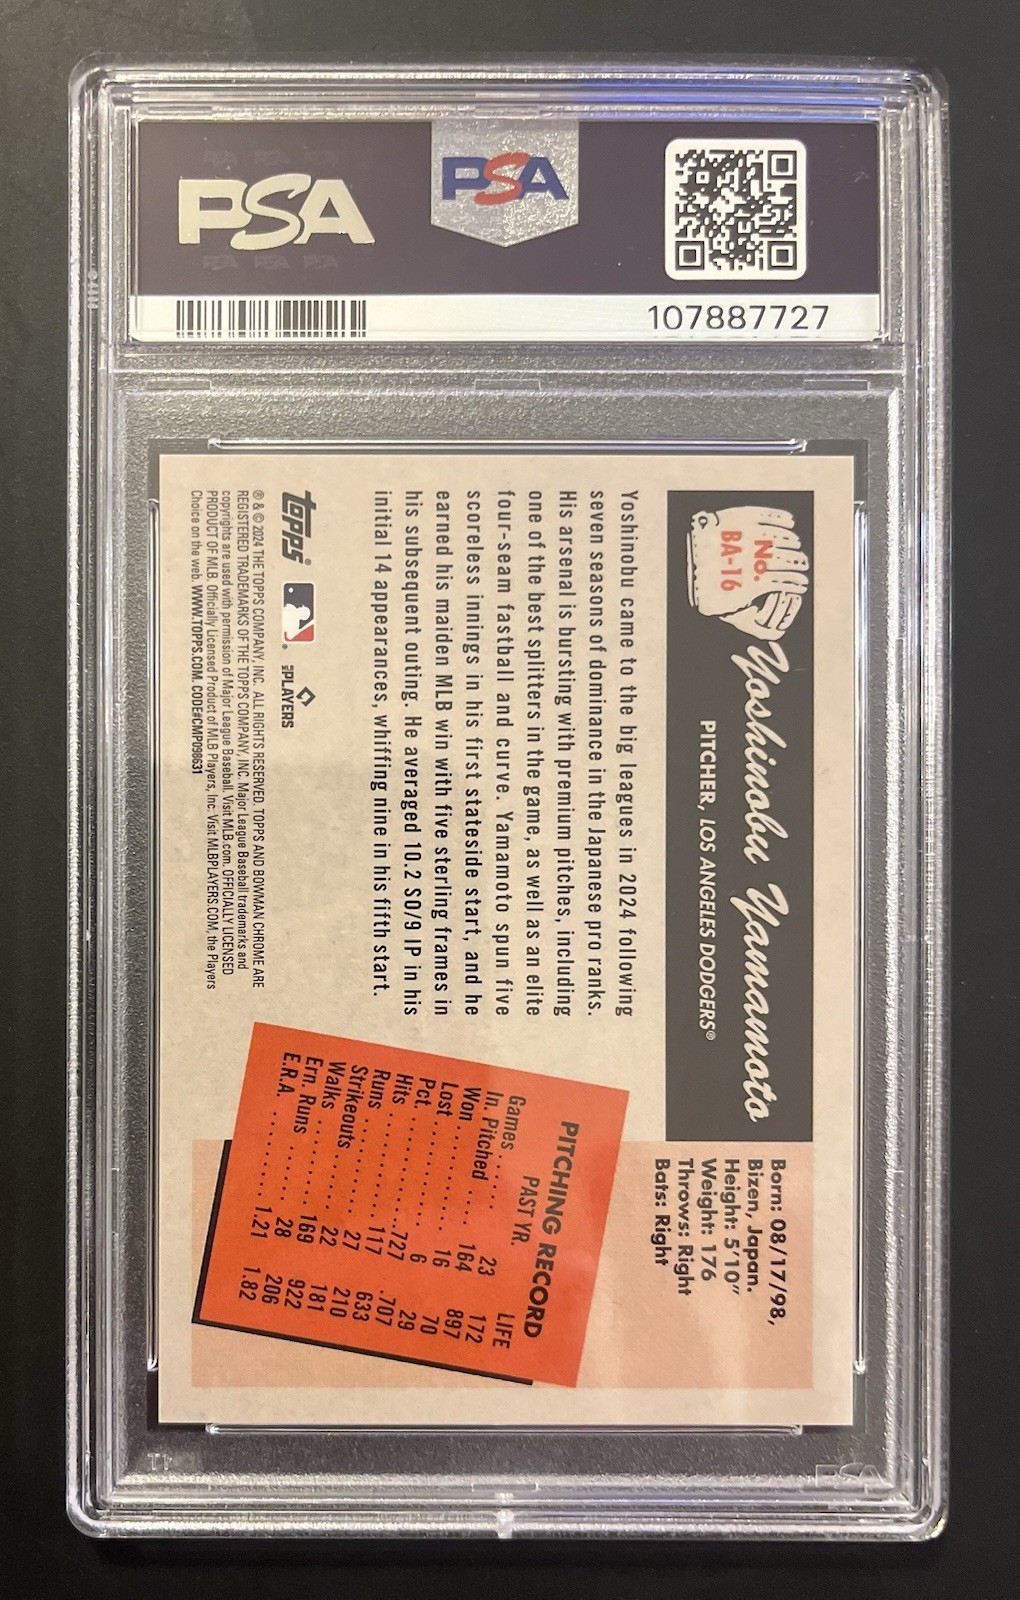 PSA
PSA
107887727
No.
BA-16
Yoshinobu Yamamoto
PITCHER, LOS ANGELES DODGERS®
Born: 08/17/98,
Bizen, Japan.
Height: 5'10"
Weight: 176
Throws: Right
Bats: Right
Yoshinobu came to the big leagues in 2024 following
seven seasons of dominance in the Japanese pro ranks.
His arsenal is bursting with premium pitches, including
one of the best splitters in the game, as well as an elite
four-seam fastball and curve. Yamamoto spun five
scoreless innings in his first stateside start, and he
earned his maiden MLB win with five sterling frames in
his subsequent outing. He averaged 10.2 SO/9 IP in his
initial 14 appearances, whiffing nine in his fifth start.
PITCHING RECORD
PAST YR. LIFE
Games ..... 23 172
In. Pitched ..... 164 897
Won ..... 16 70
Lost ..... 6 29
Pct. ..... .727 .707
Hits ..... 117 633
Runs ..... 27 210
Strikeouts ..... 169 922
Walks ..... 28 206
Ern. Runs ..... 22 181
E.R.A. ..... 1.21 1.82
topps®
MLB PLAYERS
® & © 2024 THE TOPPS COMPANY, INC. ALL RIGHTS RESERVED. TOPPS AND BOWMAN CHROME ARE
REGISTERED TRADEMARKS OF THE TOPPS COMPANY, INC. Major League Baseball trademarks and
copyrights are used with permission of Major League Baseball. Visit MLB.com. OFFICIALLY LICENSED
PRODUCT OF MLB. Officially Licensed Product of MLB Players, Inc. Visit MLBPLAYERS.COM, the Players
Choice on the web. WWW.TOPPS.COM. CODE#CMP098631
PSA